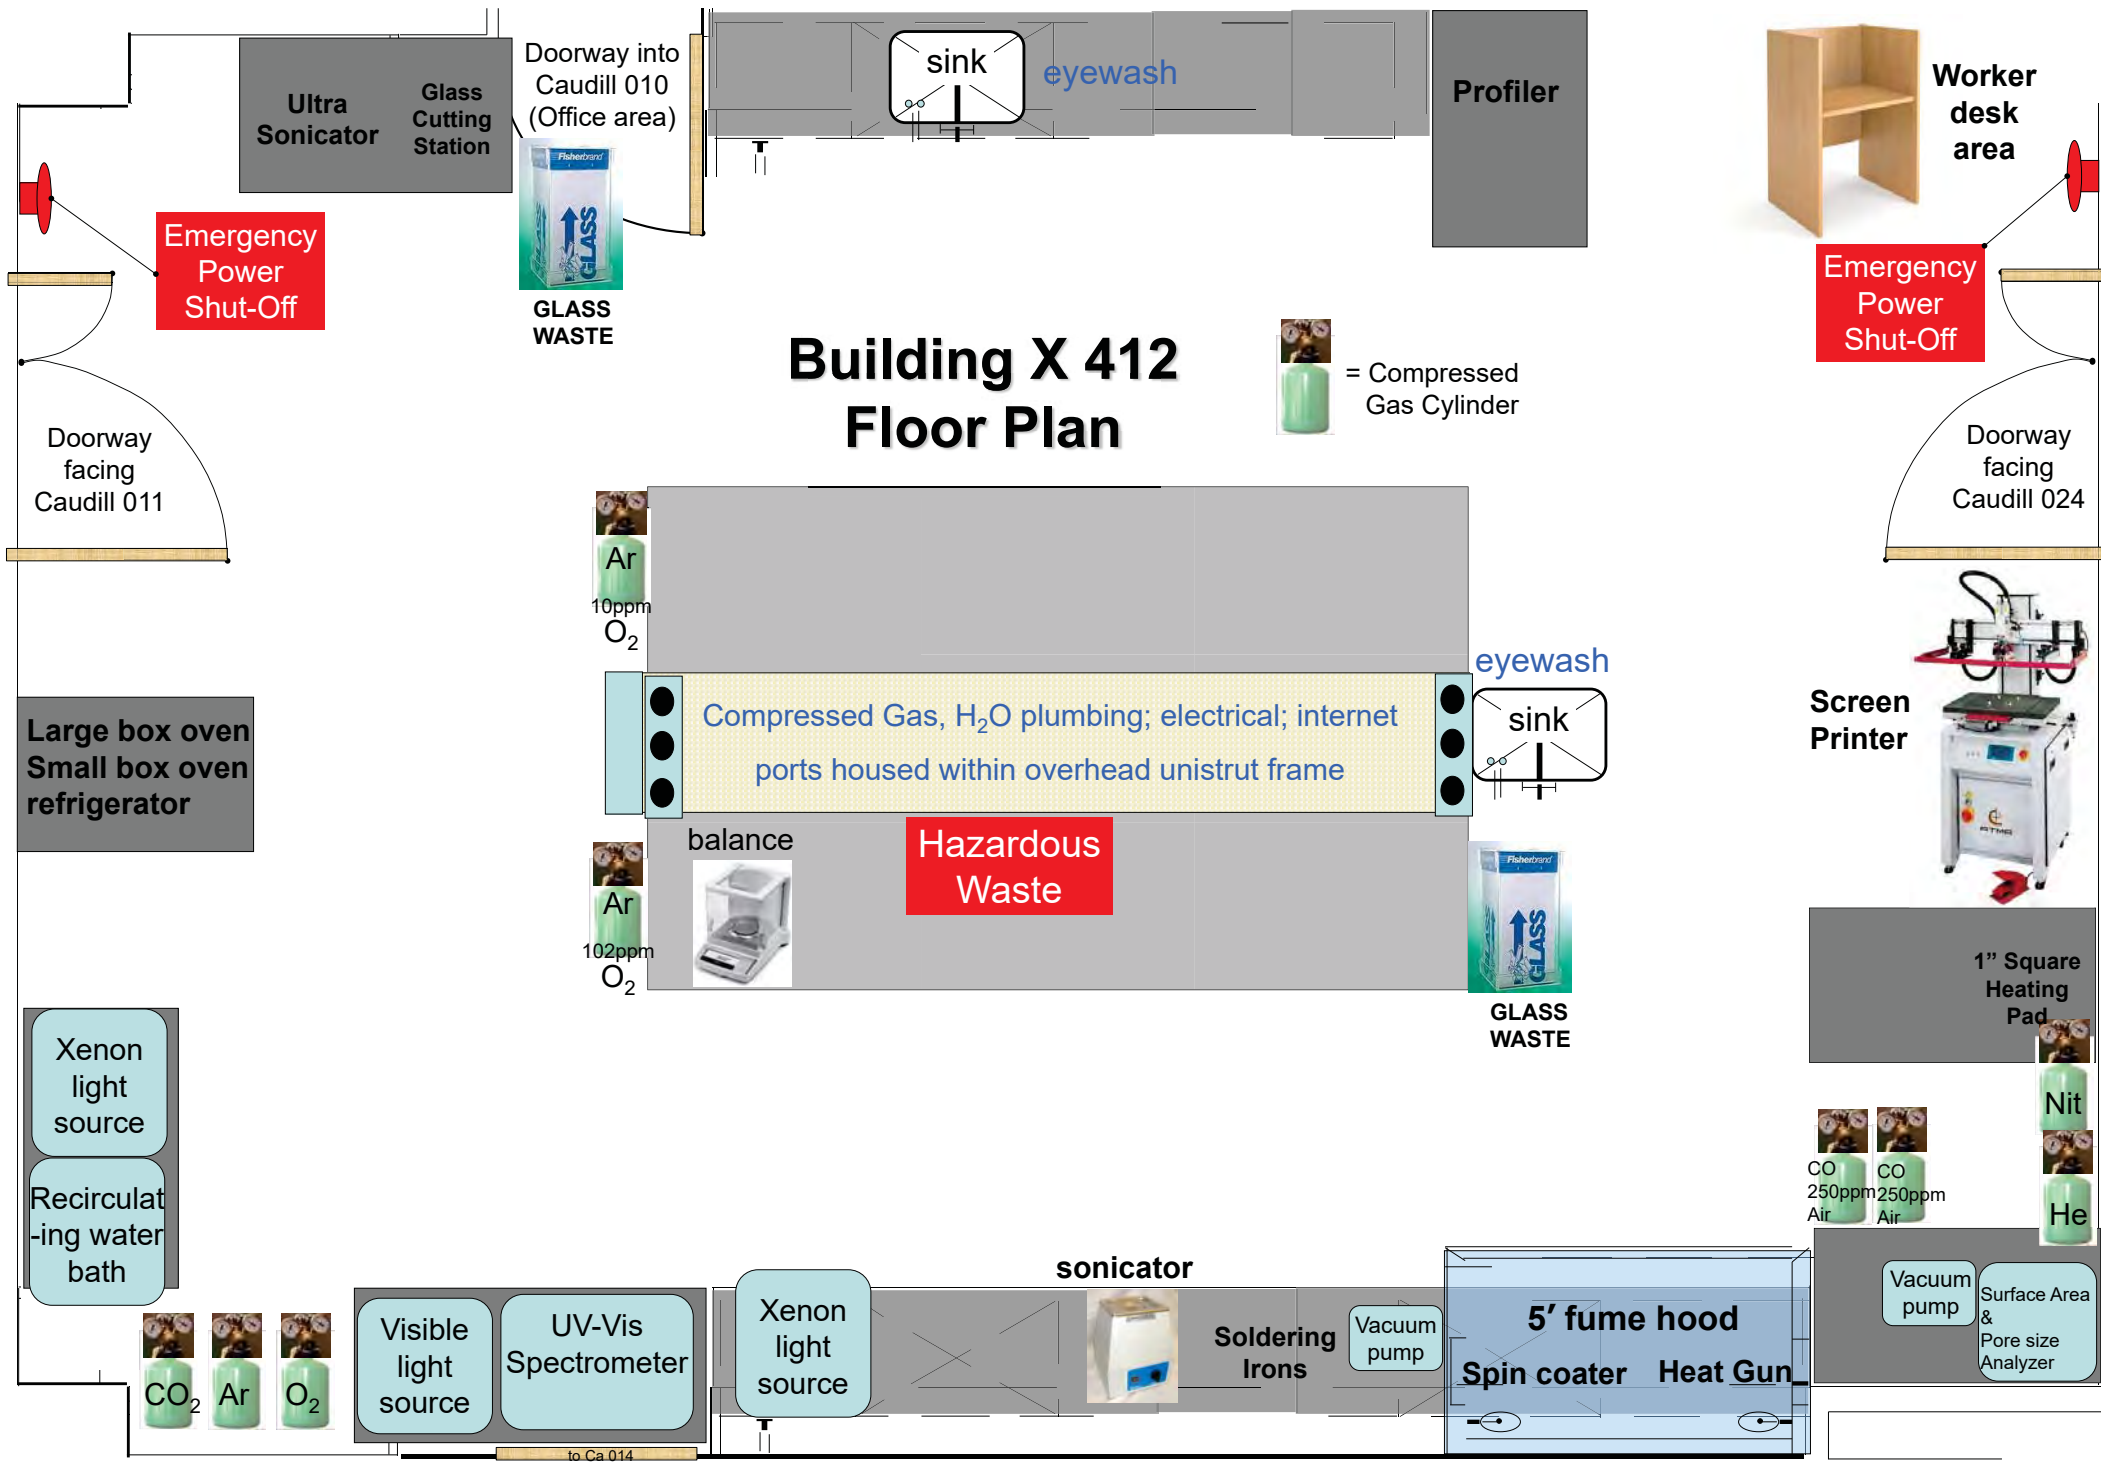 Ultra
Sonicator
Glass
Cutting
Station
Doorway into
Caudill 010
(Office area)
sink
eyewash
Profiler
Worker
desk
area
Emergency
Power
Shut-Off
Fisherbrand
GLASS
GLASS
WASTE
Emergency
Power
Shut-Off
Building X 412
Floor Plan
= Compressed
Gas Cylinder
Doorway
facing
Caudill 011
Doorway
facing
Caudill 024
Ar
10ppm
O₂
eyewash
sink
Compressed Gas, H₂O plumbing; electrical; internet
ports housed within overhead unistrut frame
Screen
Printer
ATMA
Large box oven
Small box oven
refrigerator
balance
Hazardous
Waste
Ar
102ppm
O₂
Fisherbrand
GLASS
GLASS
WASTE
1” Square
Heating
Pad
Nit
He
CO
250ppm
Air
CO
250ppm
Air
Xenon
light
source
Recirculat
-ing water
bath
CO₂
Ar
O₂
Visible
light
source
UV-Vis
Spectrometer
Xenon
light
source
sonicator
Soldering
Irons
Vacuum
pump
5′ fume hood
Spin coater
Heat Gun
Vacuum
pump
Surface Area
&
Pore size
Analyzer
to Ca 014